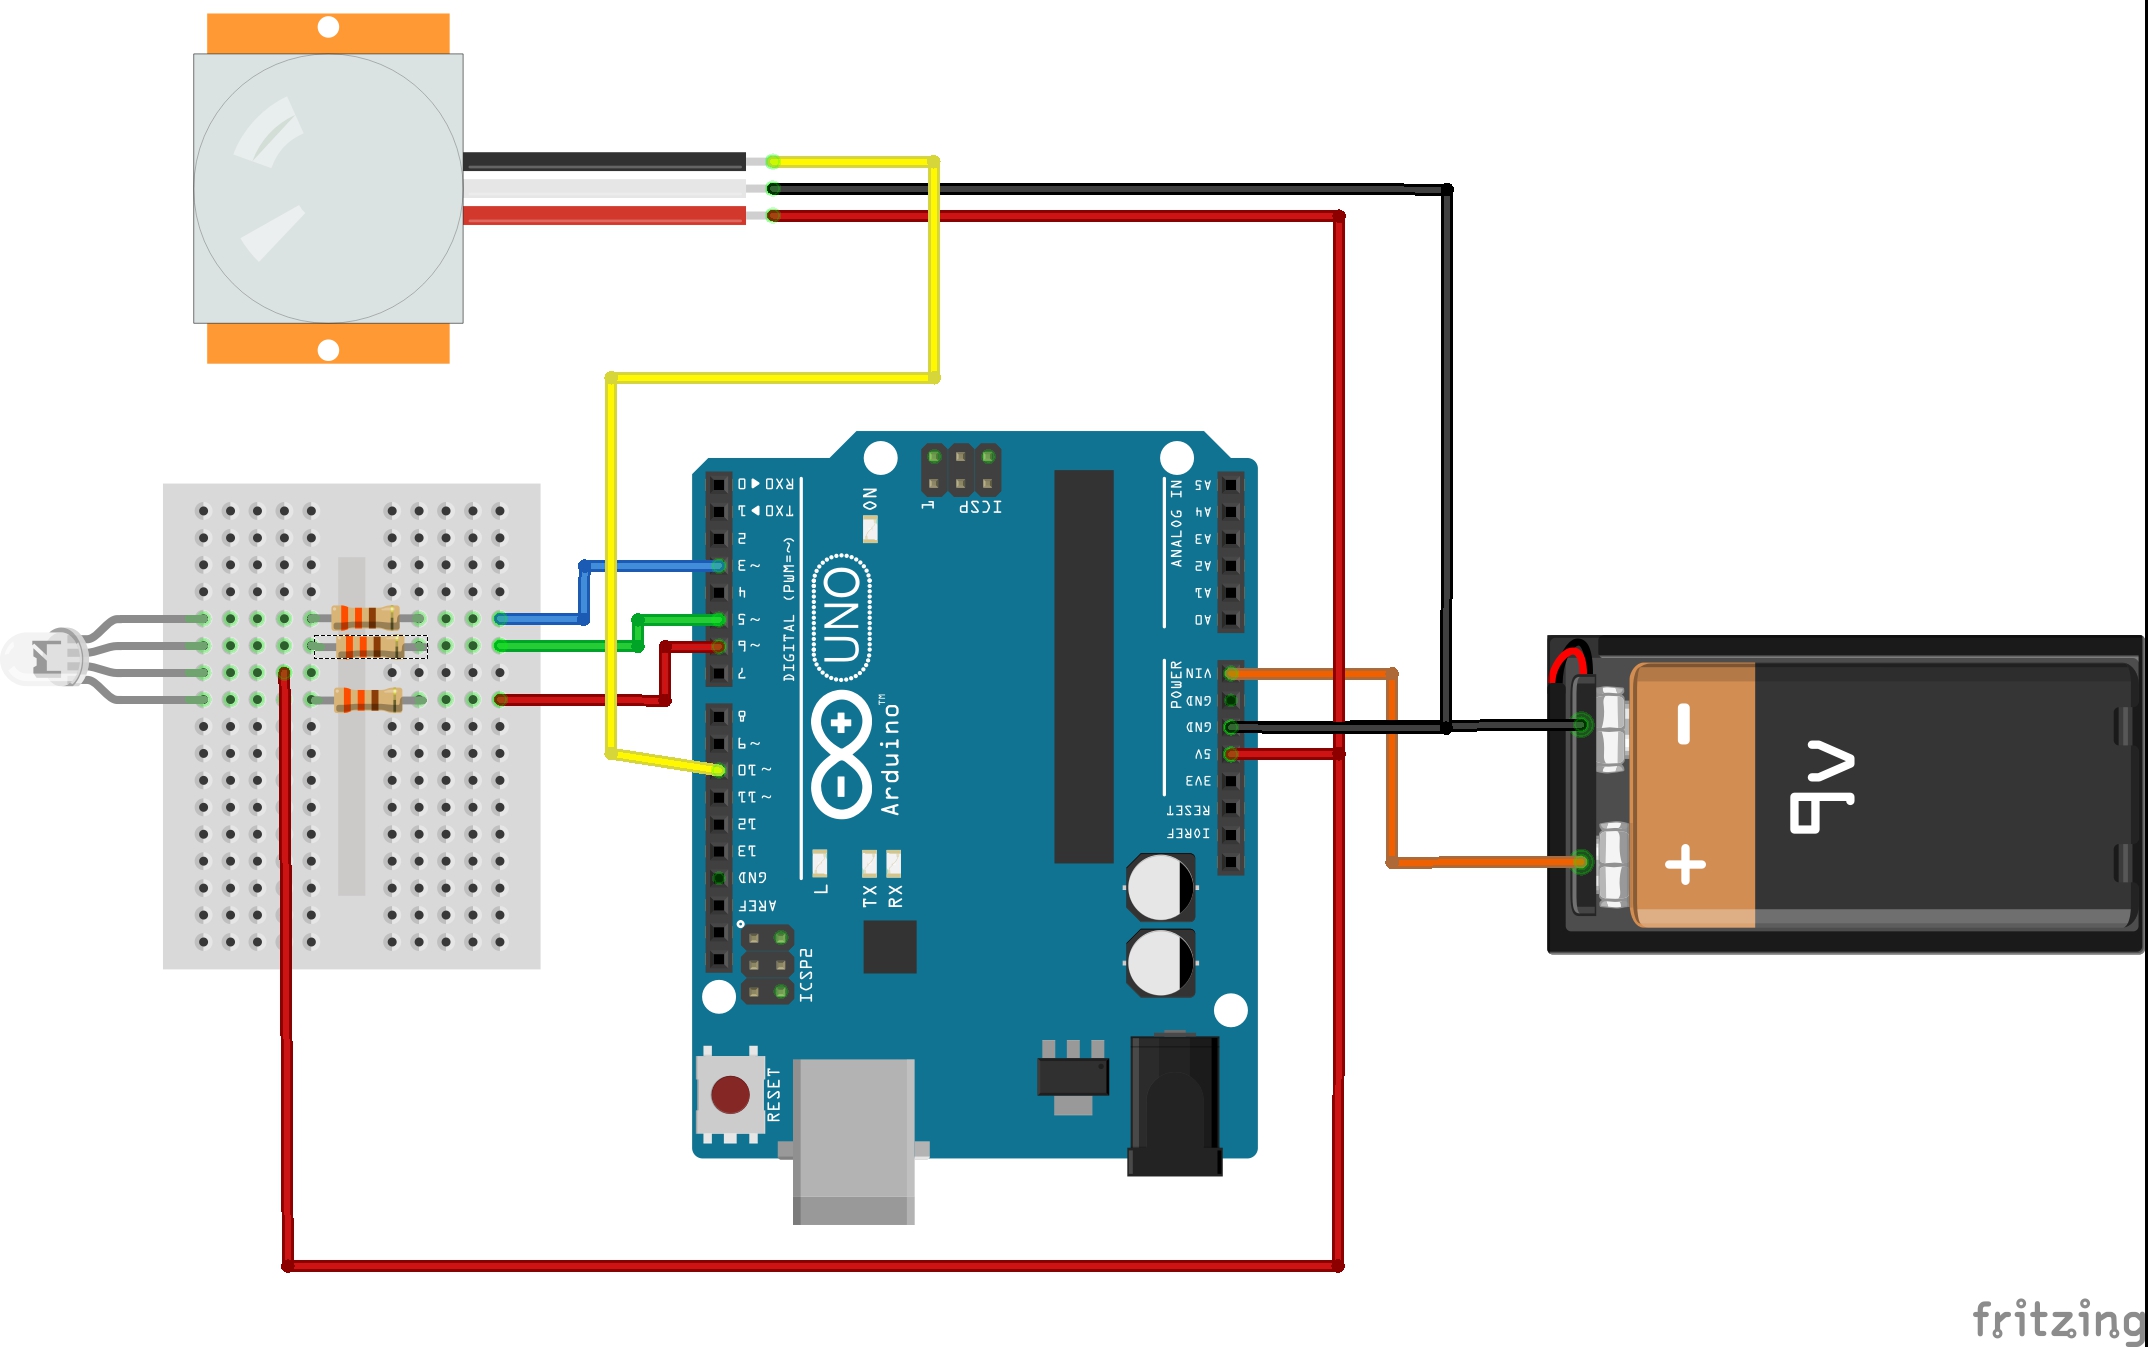 RX0◄0
TX0►1
2
~3
4
~5
~6
7
8
~9
~10
~11
12
13
GND
AREF
DIGITAL (PWM=~)
ON
1
ICSP
UNO
Arduino™
L
TX
RX
ICSP2
RESET
ANALOG IN
A5
A4
A3
A2
A1
A0
POWER
VIN
GND
GND
5V
3V3
RESET
IOREF
-
+
9V
fritzing